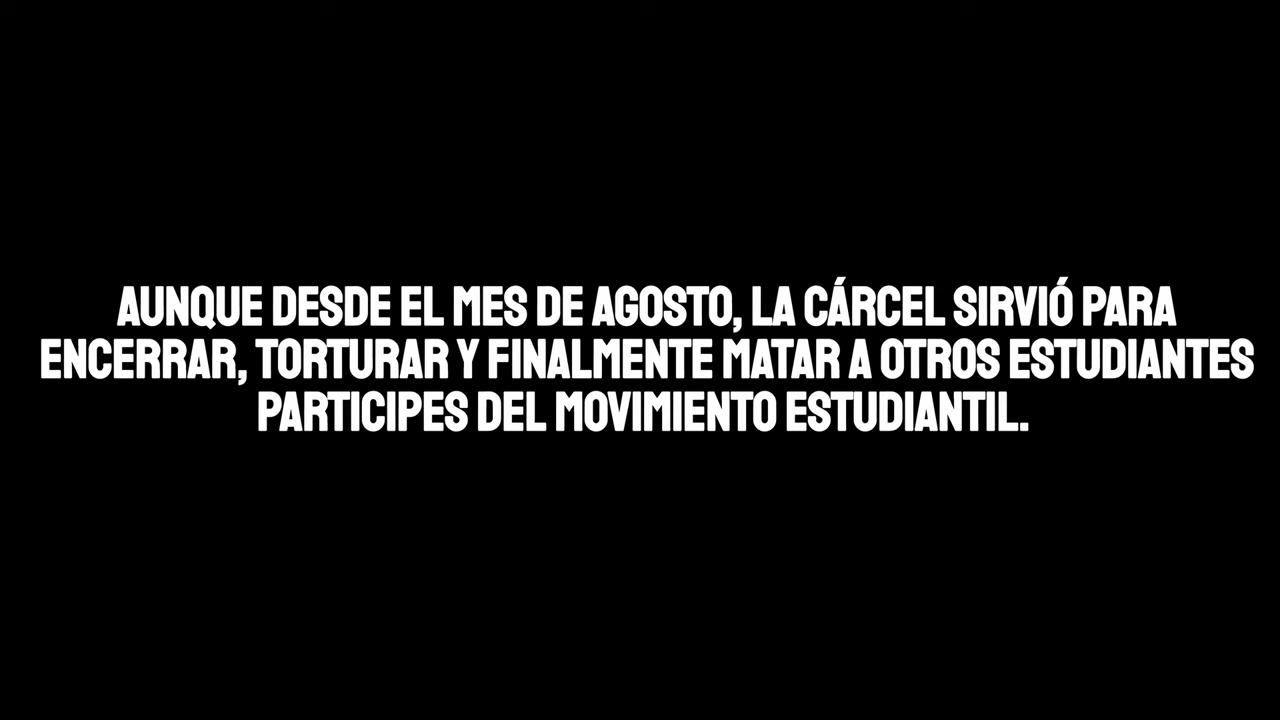 AUNQUE DESDE EL MES DE AGOSTO, LA CÁRCEL SIRVIÓ PARA
ENCERRAR, TORTURAR Y FINALMENTE MATAR A OTROS ESTUDIANTES
PARTICIPES DEL MOVIMIENTO ESTUDIANTIL.